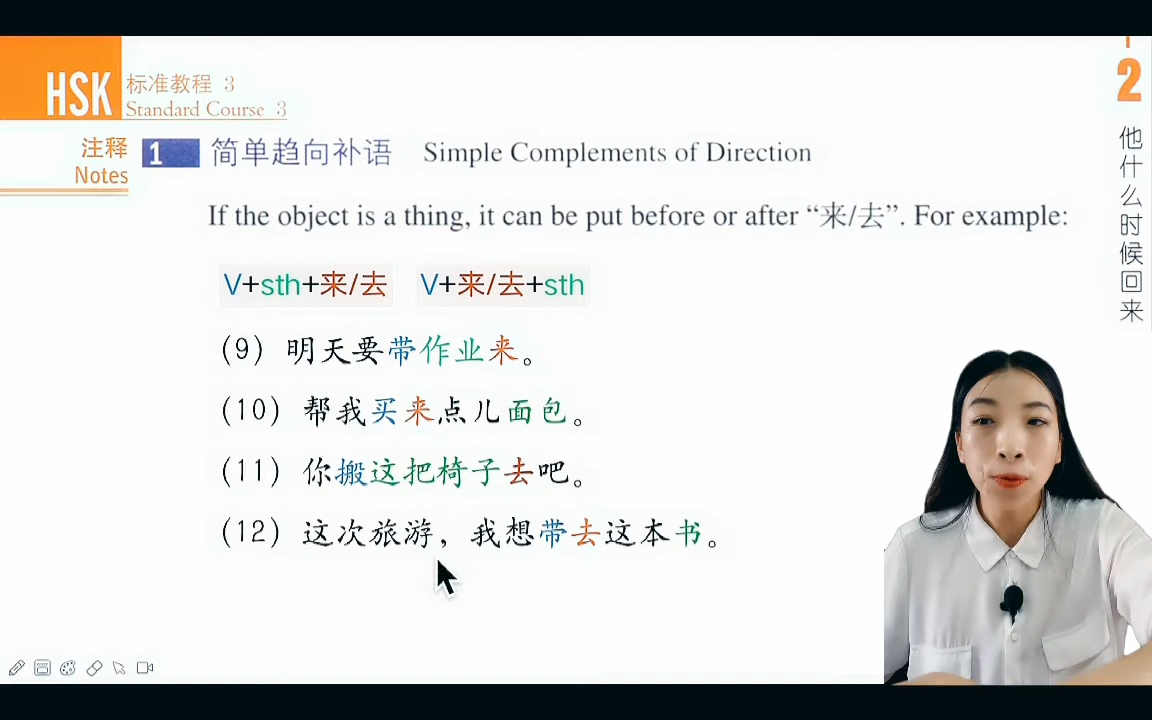 HSK 标准教程 3
Standard Course 3
注释
Notes
1 简单趋向补语 Simple Complements of Direction
If the object is a thing, it can be put before or after “来/去”. For example:
V+sth+来/去 V+来/去+sth
(9) 明天要带作业来。
(10) 帮我买来点儿面包。
(11) 你搬这把椅子去吧。
(12) 这次旅游，我想带去这本书。
2
他什么时候回来